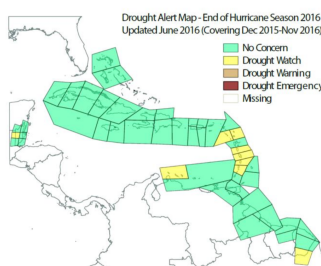 Drought Alert Map - End of Hurricane Season 2016
Updated June 2016 (Covering Dec 2015-Nov 2016)
No Concern
Drought Watch
Drought Warning
Drought Emergency
Missing